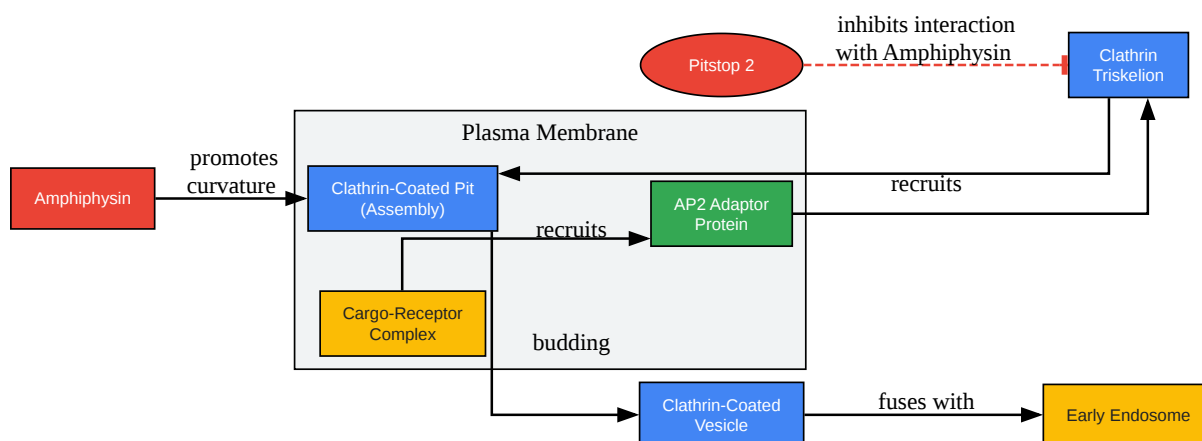 inhibits interaction
with Amphiphysin
Pitstop 2
Clathrin
Triskelion
Plasma Membrane
promotes
curvature
Amphiphysin
Clathrin-Coated Pit
(Assembly)
AP2 Adaptor
Protein
recruits
recruits
Cargo-Receptor
Complex
budding
Clathrin-Coated
Vesicle
fuses with
Early Endosome